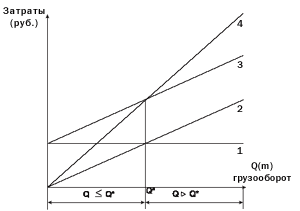 Затраты
(руб.)
4
3
2
1
Q(m)
грузооборот
Q ≤ Q*
Q*
Q > Q*